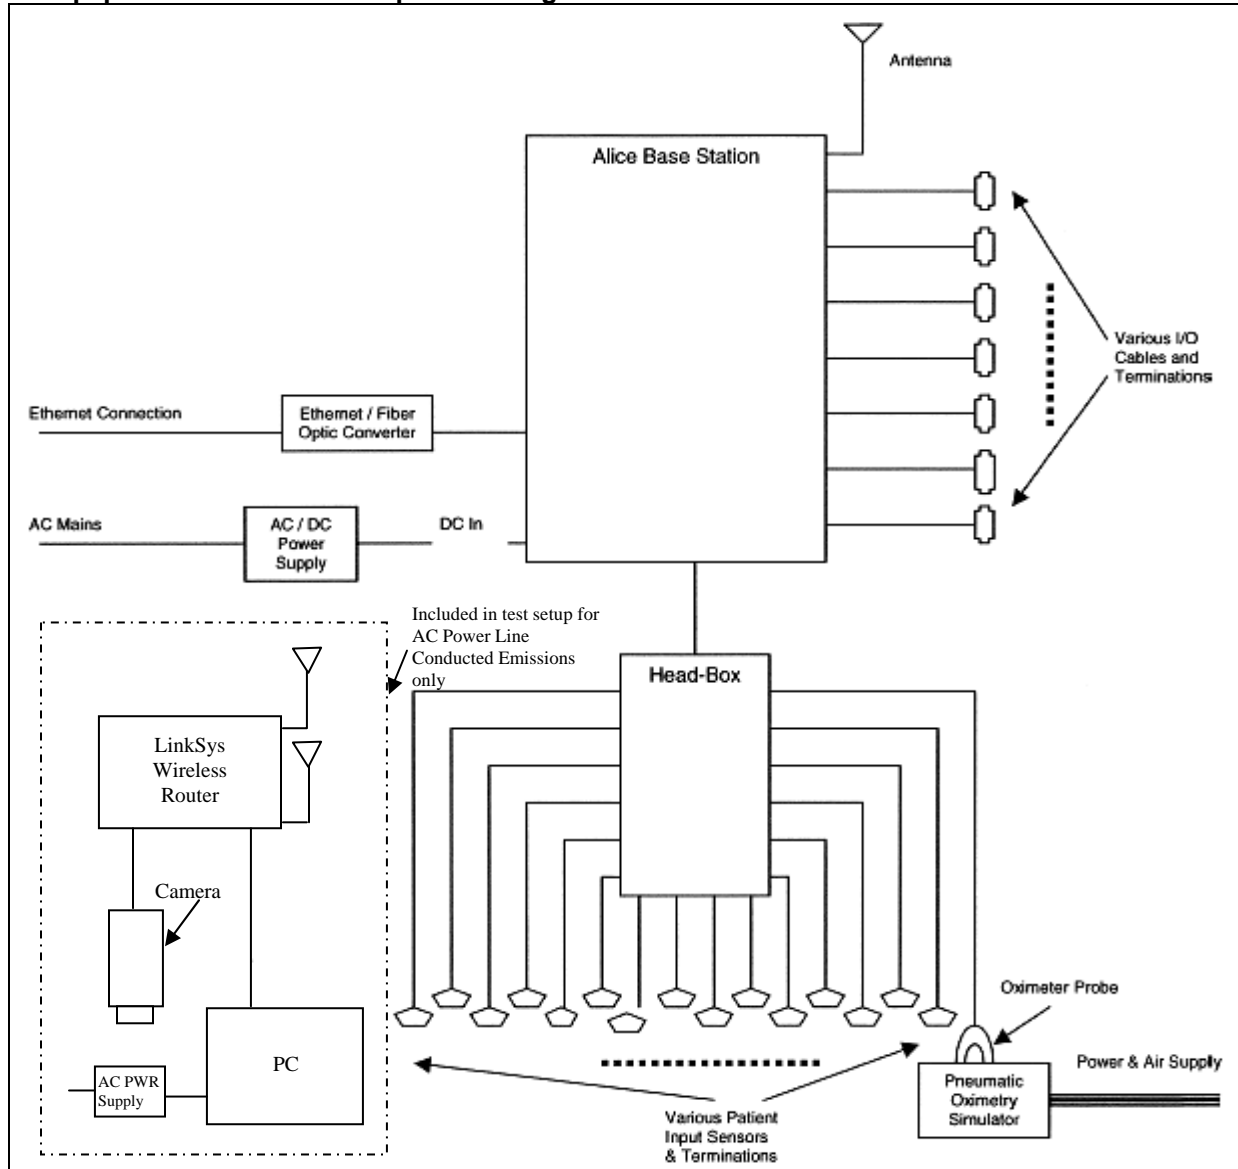 Antenna
Alice Base Station
Various I/O
Cables and
Terminations
Ethernet Connection
Ethernet / Fiber
Optic Converter
AC Mains
AC / DC
Power
Supply
DC In
Included in test setup for
AC Power Line
Conducted Emissions
only
Head-Box
LinkSys
Wireless
Router
Camera
PC
AC PWR
Supply
Oximeter Probe
Power & Air Supply
Pneumatic
Oximetry
Simulator
Various Patient
Input Sensors
& Terminations